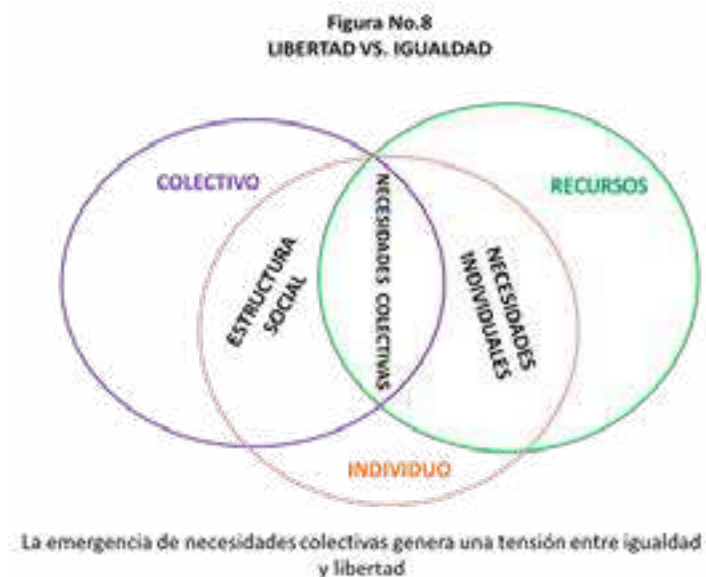 Figura No.8
LIBERTAD VS. IGUALDAD
COLECTIVO
RECURSOS
ESTRUCTURA
SOCIAL
NECESIDADES COLECTIVAS
NECESIDADES
INDIVIDUALES
INDIVIDUO
La emergencia de necesidades colectivas genera una tensión entre igualdad
y libertad